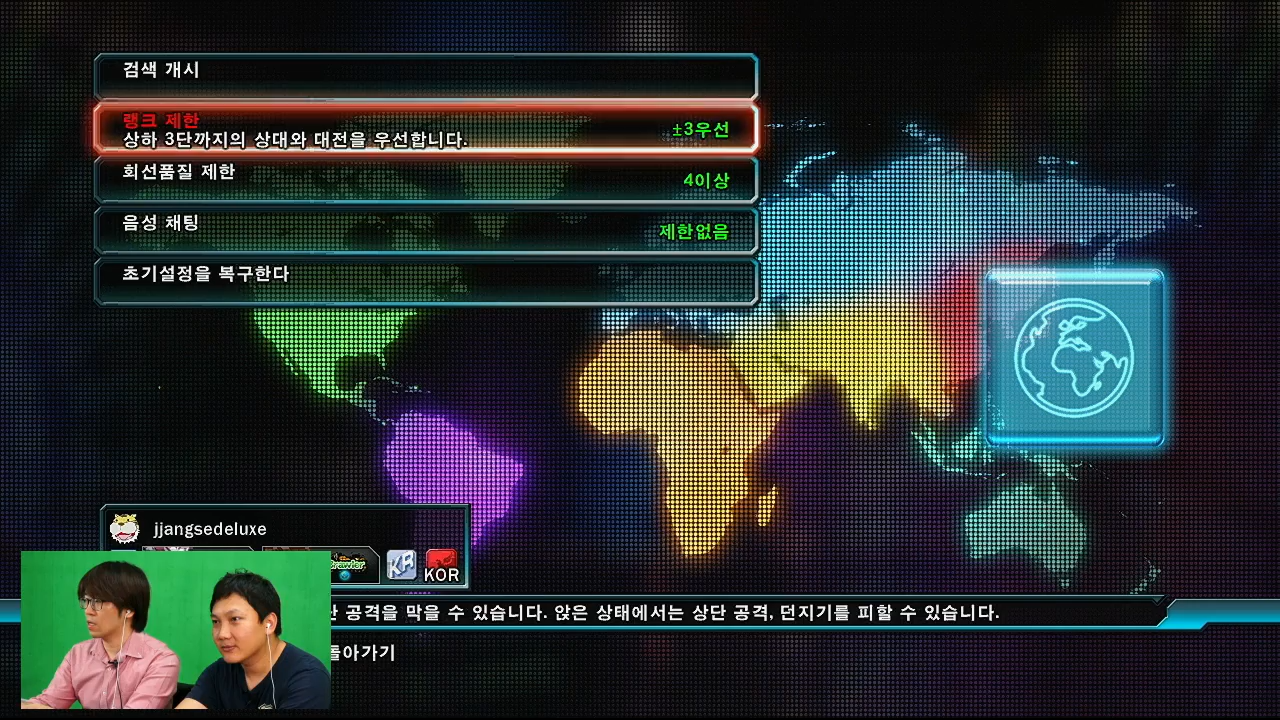 검색 개시
랭크 제한
상하 3단까지의 상대와 대전을 우선합니다.
±3우선
회선품질 제한
4이상
음성 채팅
제한없음
초기설정을 복구한다
jjangsedeluxe
KOR
공격을 막을 수 있습니다. 앉은 상태에서는 상단 공격, 던지기를 피할 수 있습니다.
돌아가기